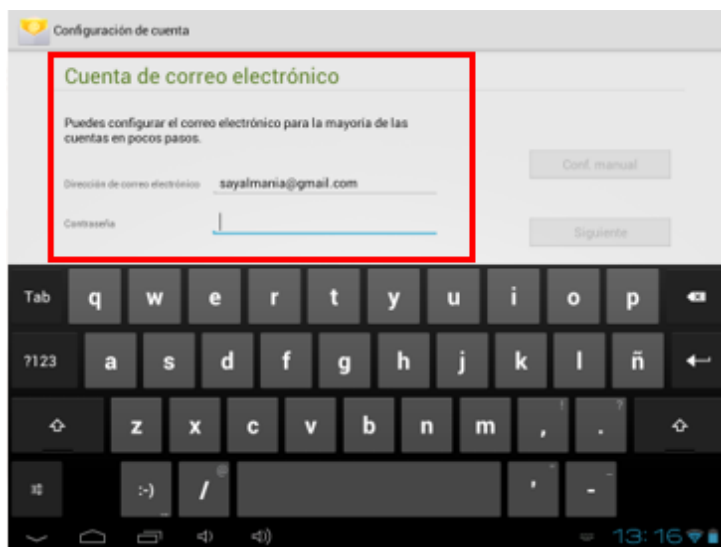 Configuración de cuenta
Cuenta de correo electrónico
Puedes configurar el correo electrónico para la mayoría de las
cuentas en pocos pasos.
Conf. manual
Dirección de correo electrónico sayalmania@gmail.com
Contraseña
Siguiente
Tab q w e r t y u i o p
?123 a s d f g h j k l ñ
z x c v b n m , ! . ?
:-) / @ ' -
13:16